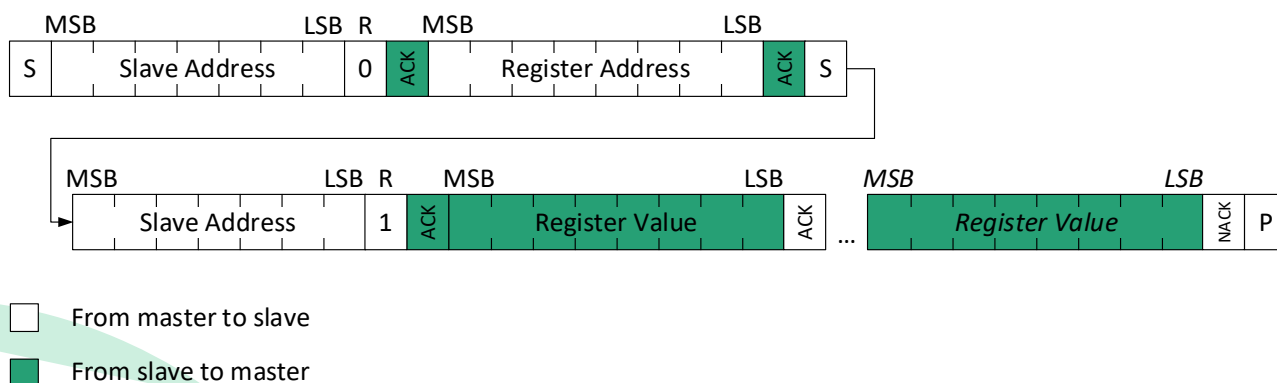 MSB LSB R MSB LSB
S Slave Address 0 ACK Register Address ACK S
MSB LSB R MSB LSB MSB LSB
Slave Address 1 ACK Register Value ACK ... Register Value NACK P
From master to slave
From slave to master